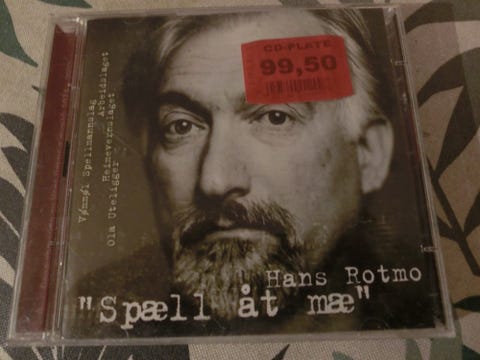 CD-PLATE
99,50
Vømmøl Spellmannslag
Arbeidslaget
Heimevernslaget
Ola Uteligger
Hans Rotmo
"Spæll åt mæ"